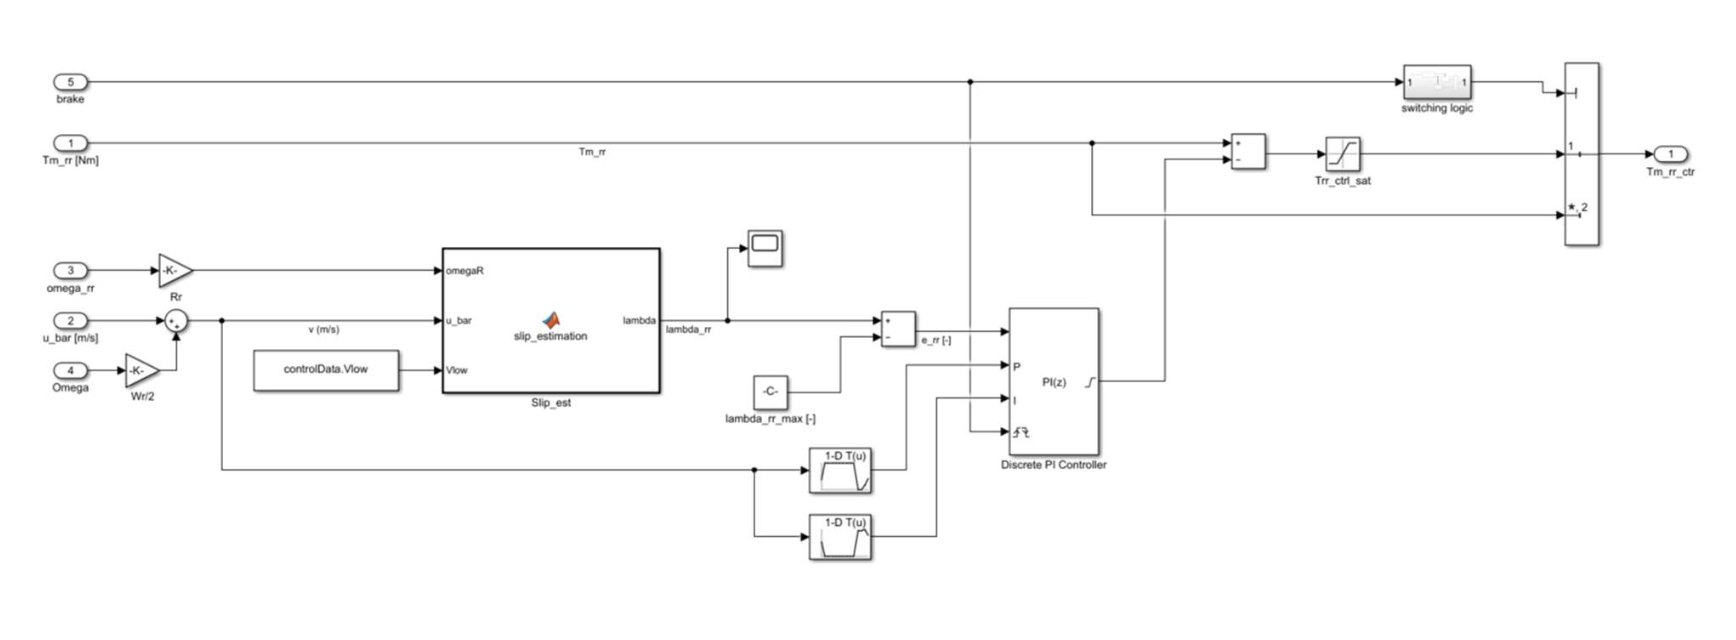 5
brake
1
Tm_rr [Nm]
Tm_rr
3
omega_rr
-K-
Rr
2
u_bar [m/s]
+
+
v (m/s)
4
Omega
-K-
Wr/2
controlData.Vlow
omegaR
u_bar
Vlow
slip_estimation
lambda
Slip_est
lambda_rr
+
−
e_rr [-]
-C-
lambda_rr_max [-]
1-D T(u)
1-D T(u)
P
I
PI(z)
Discrete PI Controller
+
−
Trr_ctrl_sat
1
1
switching logic
1
*, 2
1
Tm_rr_ctr